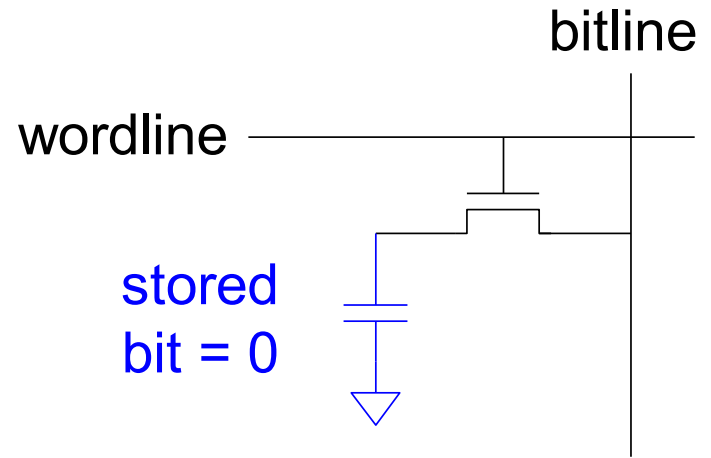 bitline
wordline
stored
bit = 0